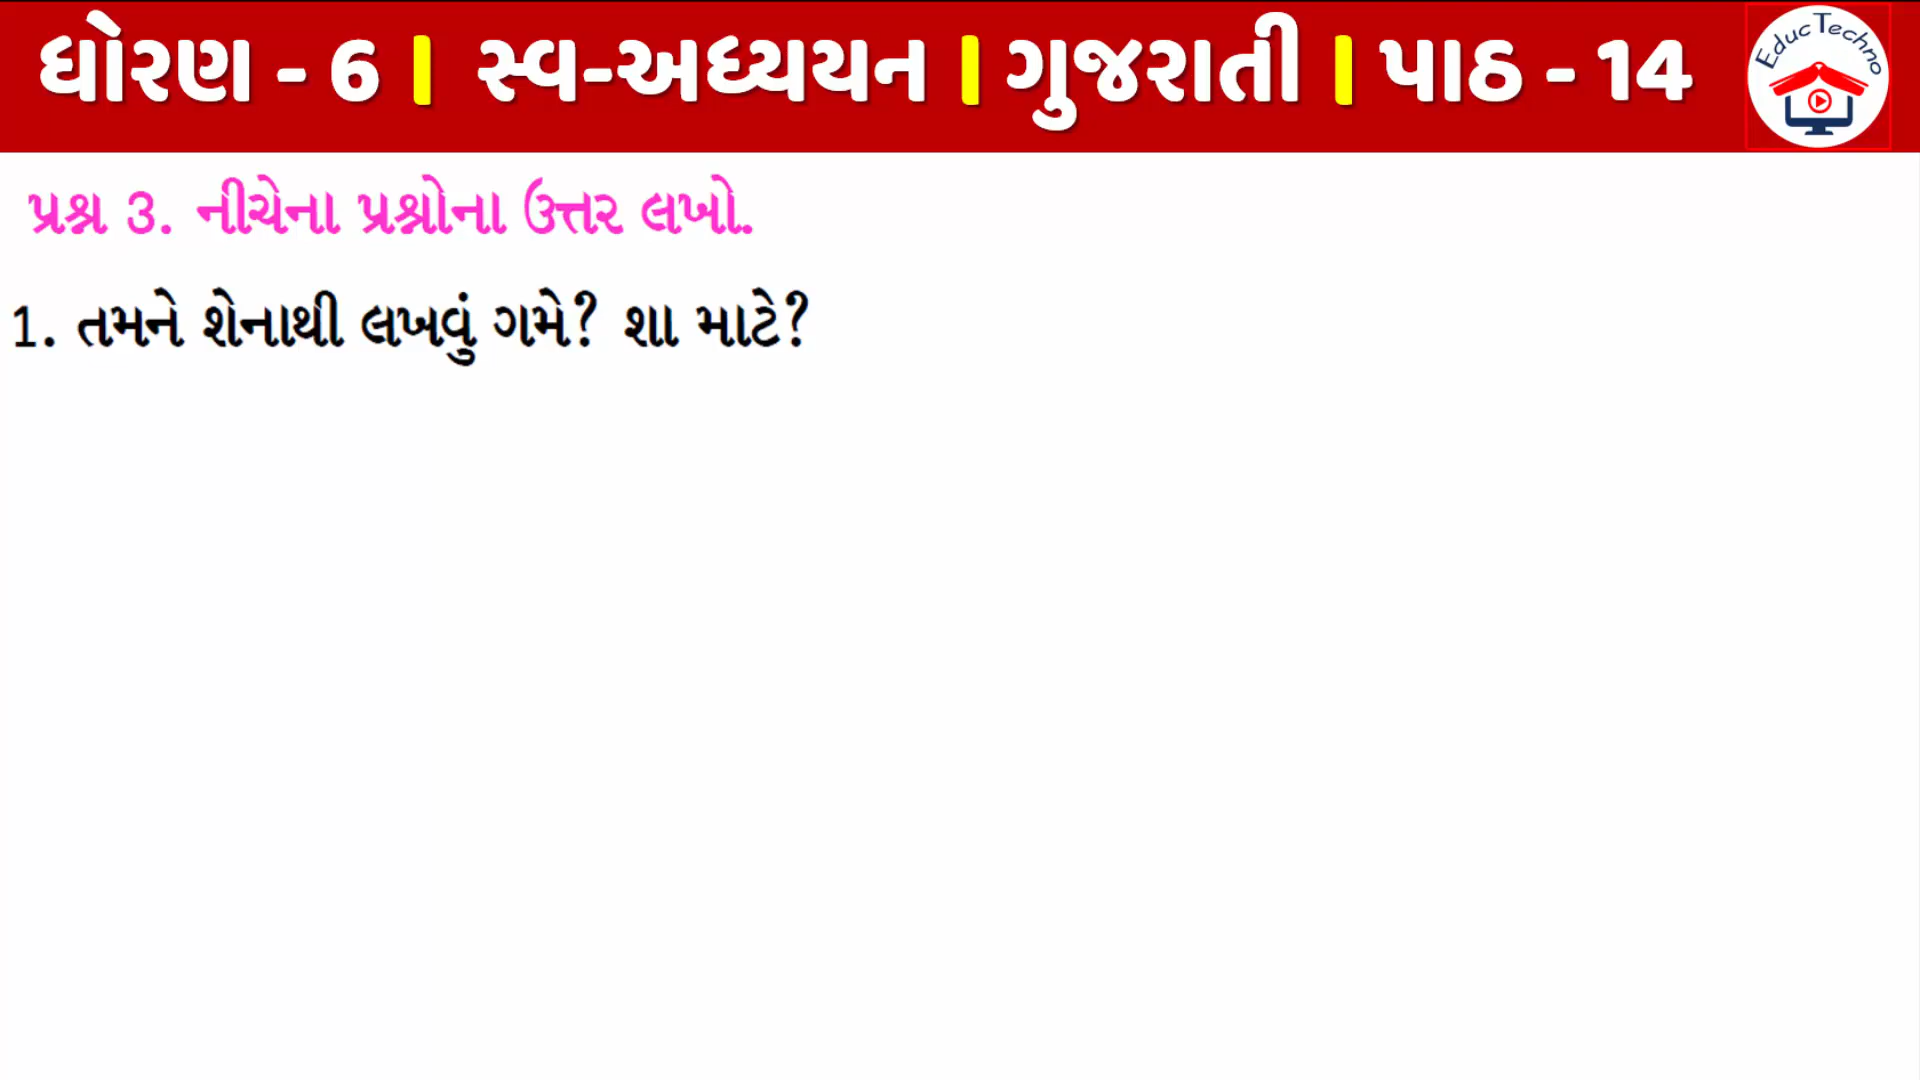 ધોરણ - 6 | સ્વ-અધ્યયન | ગુજરાતી | પાઠ - 14
EducTechno
પ્રશ્ન 3. નીચેના પ્રશ્નોના ઉત્તર લખો.
1. તમને શેનાથી લખવું ગમે? શા માટે?